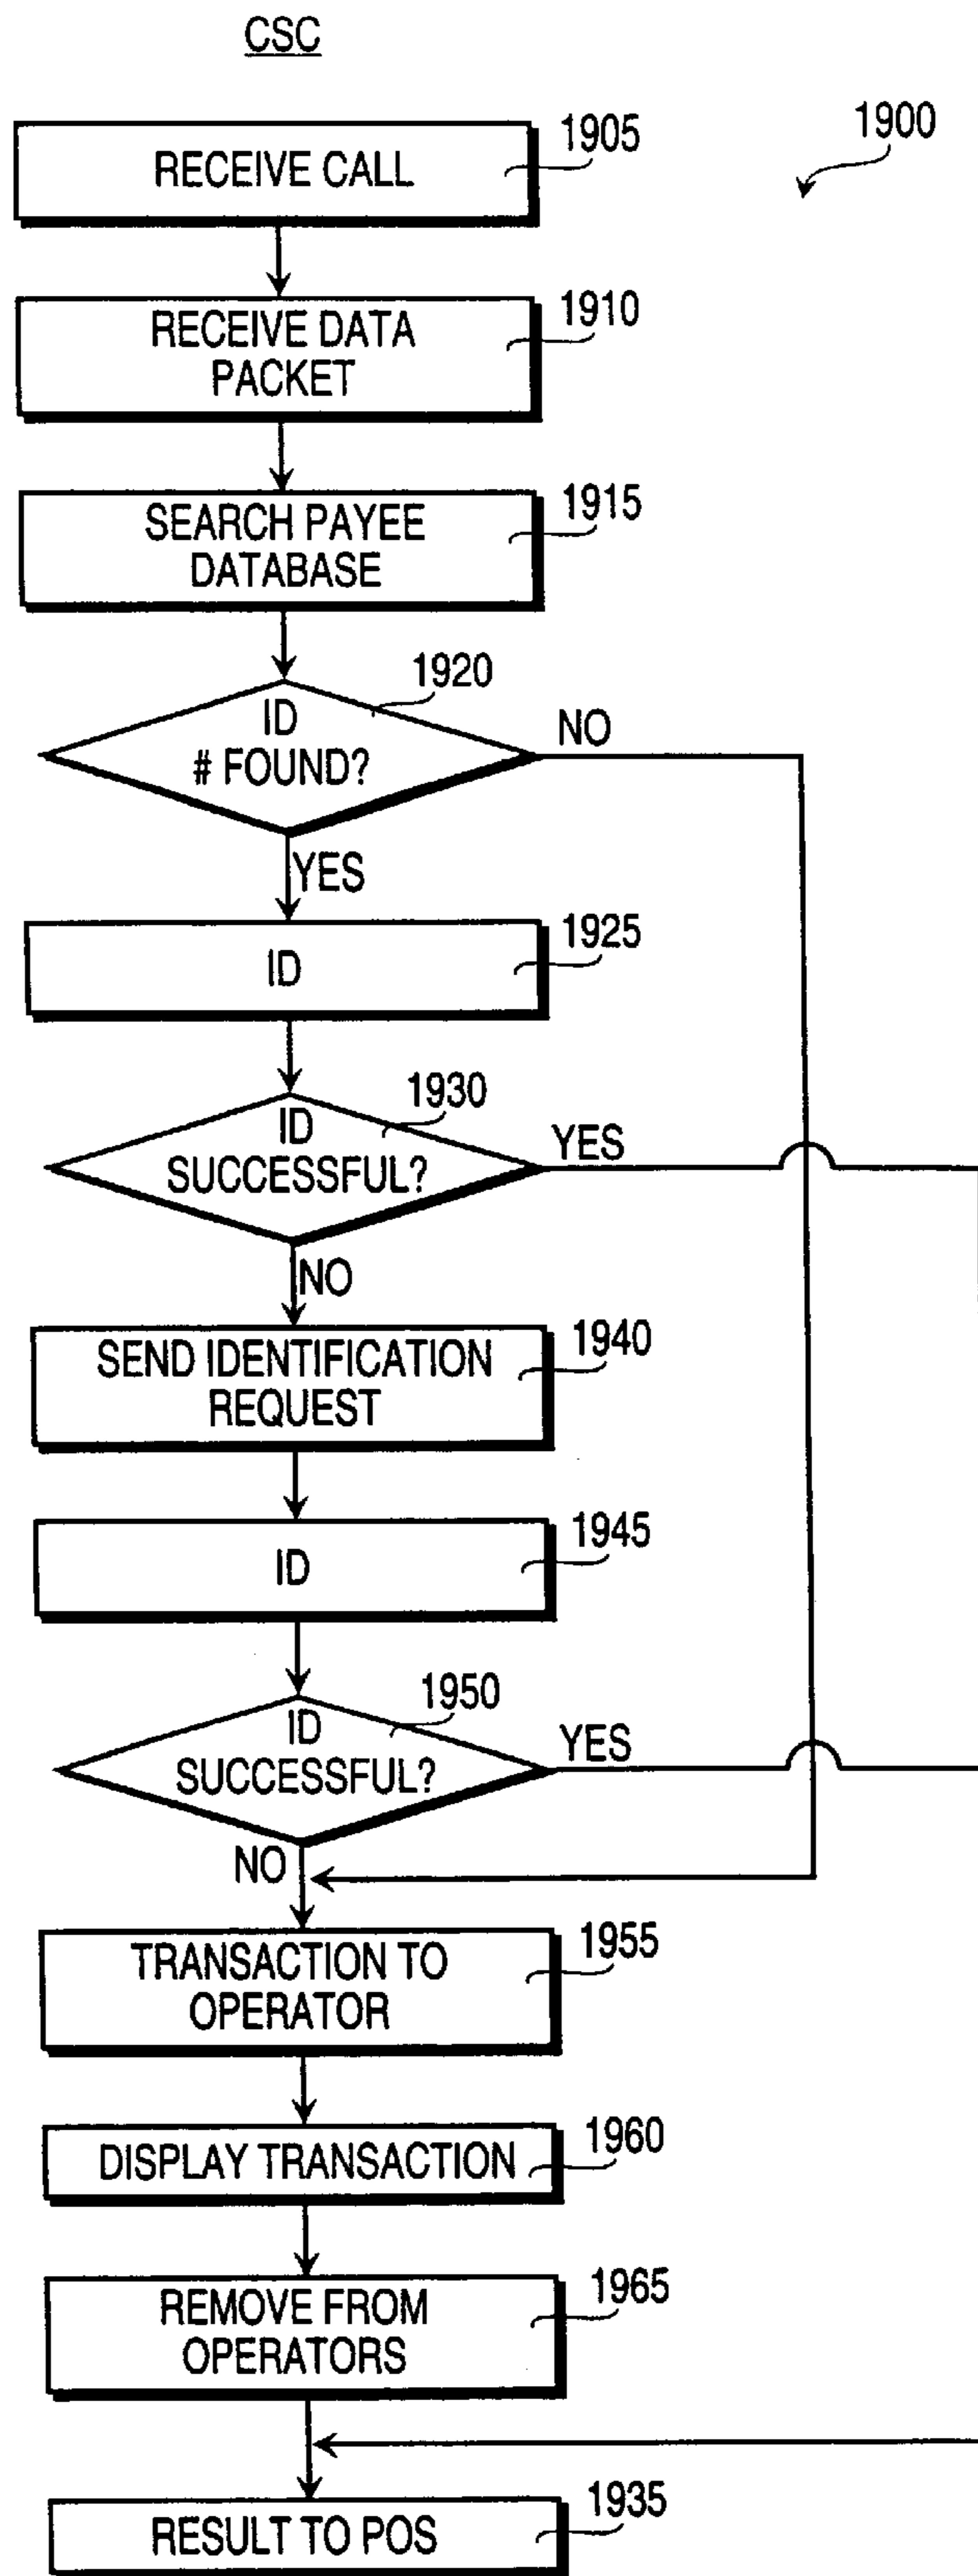 CSC
1900
1905
RECEIVE CALL
1910
RECEIVE DATA
PACKET
1915
SEARCH PAYEE
DATABASE
1920
ID
# FOUND?
NO
YES
1925
ID
1930
ID
SUCCESSFUL?
YES
NO
1940
SEND IDENTIFICATION
REQUEST
1945
ID
1950
ID
SUCCESSFUL?
YES
NO
1955
TRANSACTION TO
OPERATOR
1960
DISPLAY TRANSACTION
1965
REMOVE FROM
OPERATORS
1935
RESULT TO POS